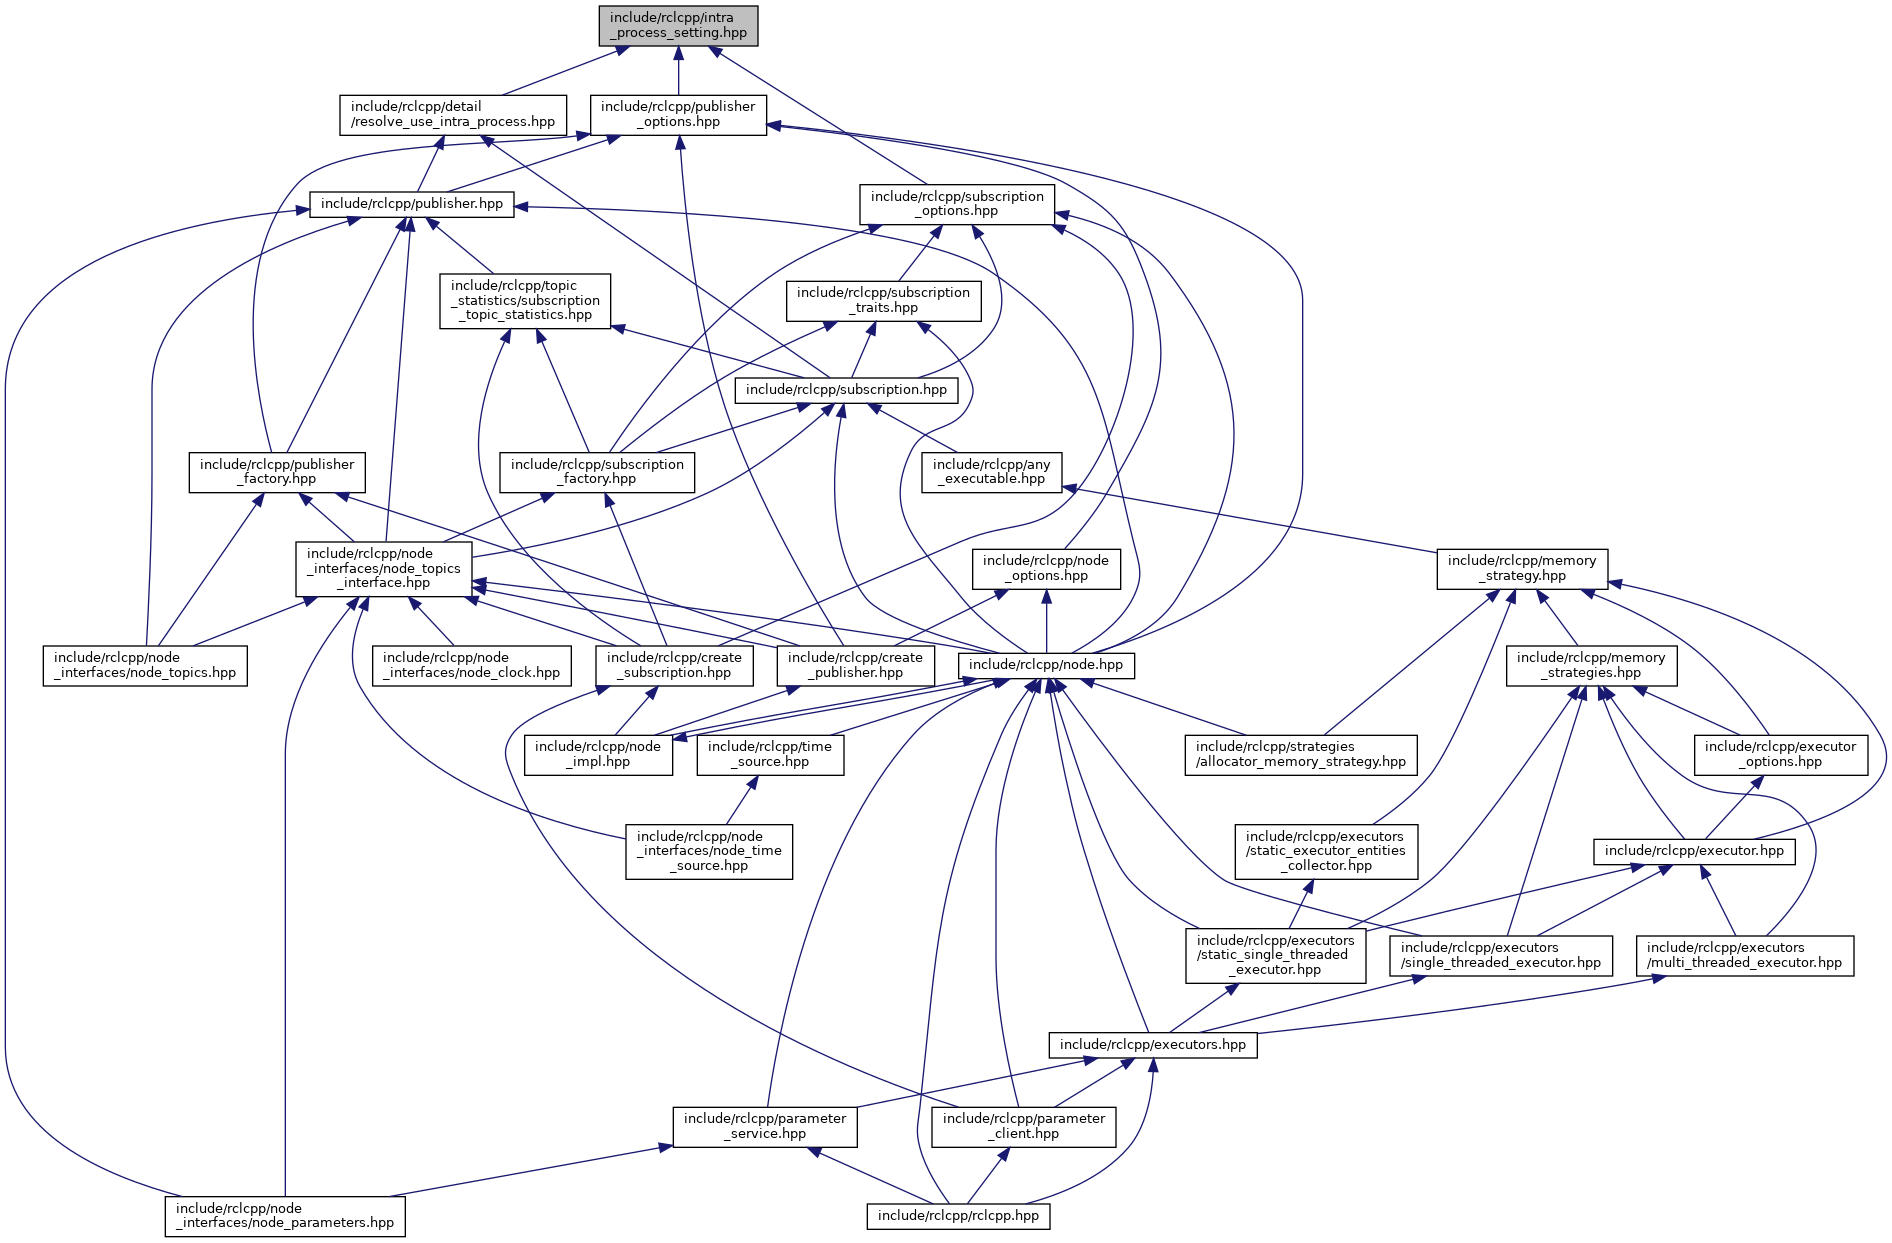 include/rclcpp/intra
_process_setting.hpp
include/rclcpp/detail
/resolve_use_intra_process.hpp
include/rclcpp/publisher
_options.hpp
include/rclcpp/publisher.hpp
include/rclcpp/subscription
_options.hpp
include/rclcpp/topic
_statistics/subscription
_topic_statistics.hpp
include/rclcpp/subscription
_traits.hpp
include/rclcpp/subscription.hpp
include/rclcpp/publisher
_factory.hpp
include/rclcpp/subscription
_factory.hpp
include/rclcpp/any
_executable.hpp
include/rclcpp/node
_interfaces/node_topics
_interface.hpp
include/rclcpp/node
_options.hpp
include/rclcpp/memory
_strategy.hpp
include/rclcpp/node
_interfaces/node_topics.hpp
include/rclcpp/node
_interfaces/node_clock.hpp
include/rclcpp/create
_subscription.hpp
include/rclcpp/create
_publisher.hpp
include/rclcpp/node.hpp
include/rclcpp/memory
_strategies.hpp
include/rclcpp/node
_impl.hpp
include/rclcpp/time
_source.hpp
include/rclcpp/strategies
/allocator_memory_strategy.hpp
include/rclcpp/executor
_options.hpp
include/rclcpp/node
_interfaces/node_time
_source.hpp
include/rclcpp/executors
/static_executor_entities
_collector.hpp
include/rclcpp/executor.hpp
include/rclcpp/executors
/static_single_threaded
_executor.hpp
include/rclcpp/executors
/single_threaded_executor.hpp
include/rclcpp/executors
/multi_threaded_executor.hpp
include/rclcpp/executors.hpp
include/rclcpp/parameter
_service.hpp
include/rclcpp/parameter
_client.hpp
include/rclcpp/node
_interfaces/node_parameters.hpp
include/rclcpp/rclcpp.hpp